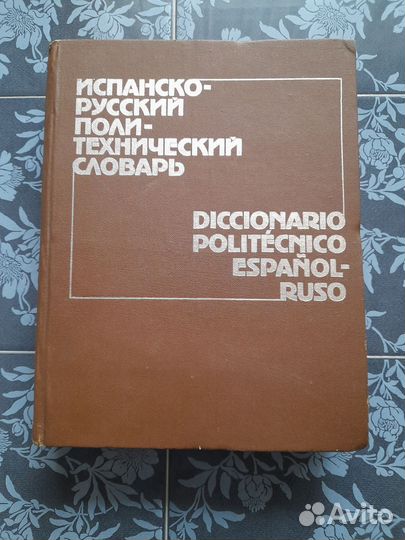 ИСПАНСКО-
РУССКИЙ
ПОЛИ-
ТЕХНИЧЕСКИЙ
СЛОВАРЬ
DICCIONARIO
POLITÉCNICO
ESPAÑOL-
RUSO
Avito